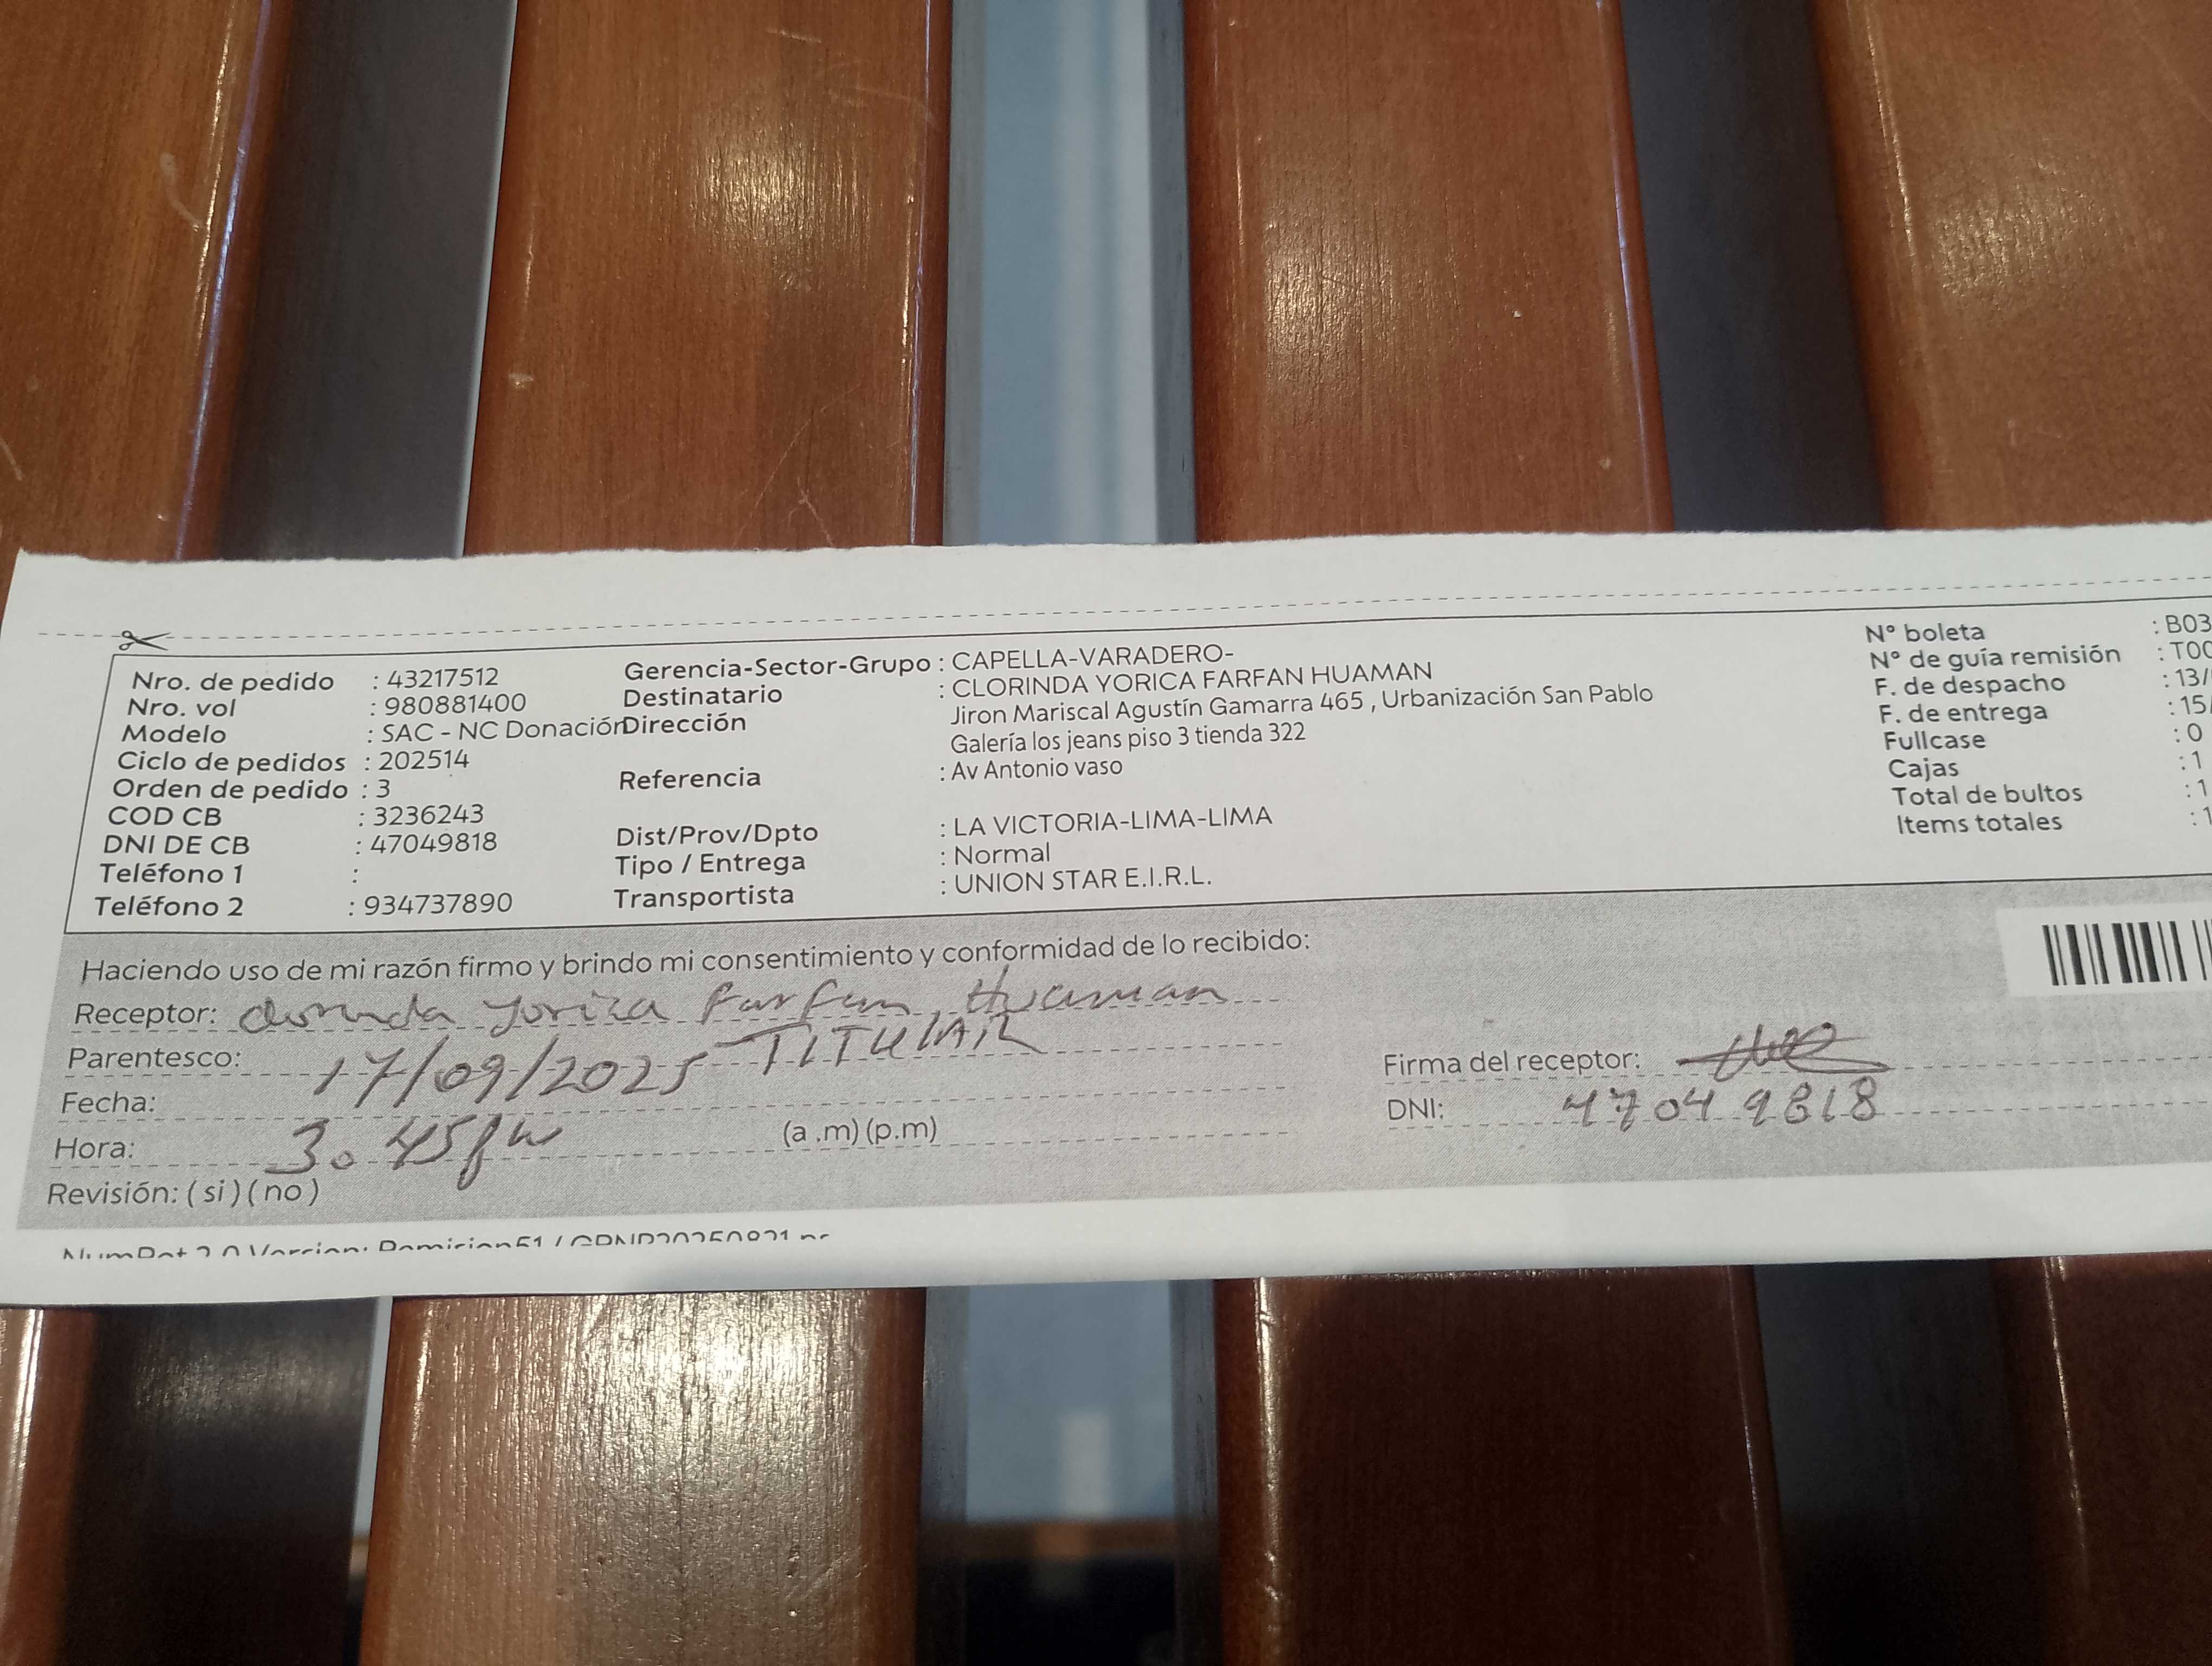 Nro. de pedido : 43217512
Nro. vol : 980881400
Modelo : SAC - NC Donación
Ciclo de pedidos : 202514
Orden de pedido : 3
COD CB : 3236243
DNI DE CB : 47049818
Teléfono 1 :
Teléfono 2 : 934737890
Gerencia-Sector-Grupo : CAPELLA-VARADERO-
Destinatario : CLORINDA YORICA FARFAN HUAMAN
Dirección Jiron Mariscal Agustín Gamarra 465 , Urbanización San Pablo
Galería los jeans piso 3 tienda 322
Referencia : Av Antonio vaso
Dist/Prov/Dpto : LA VICTORIA-LIMA-LIMA
Tipo / Entrega : Normal
Transportista : UNION STAR E.I.R.L.
N° boleta : B03
N° de guía remisión : T00
F. de despacho : 13/
F. de entrega : 15/
Fullcase : 0
Cajas : 1
Total de bultos : 1
Items totales : 1
Haciendo uso de mi razón firmo y brindo mi consentimiento y conformidad de lo recibido:
Receptor: clorinda Yorica Farfan Huaman
Parentesco: TITULAR
Fecha: 17/09/2025
Hora: 3. 45 pm (a .m) (p.m)
Revisión: ( si ) ( no )
Firma del receptor:
DNI: 47049818